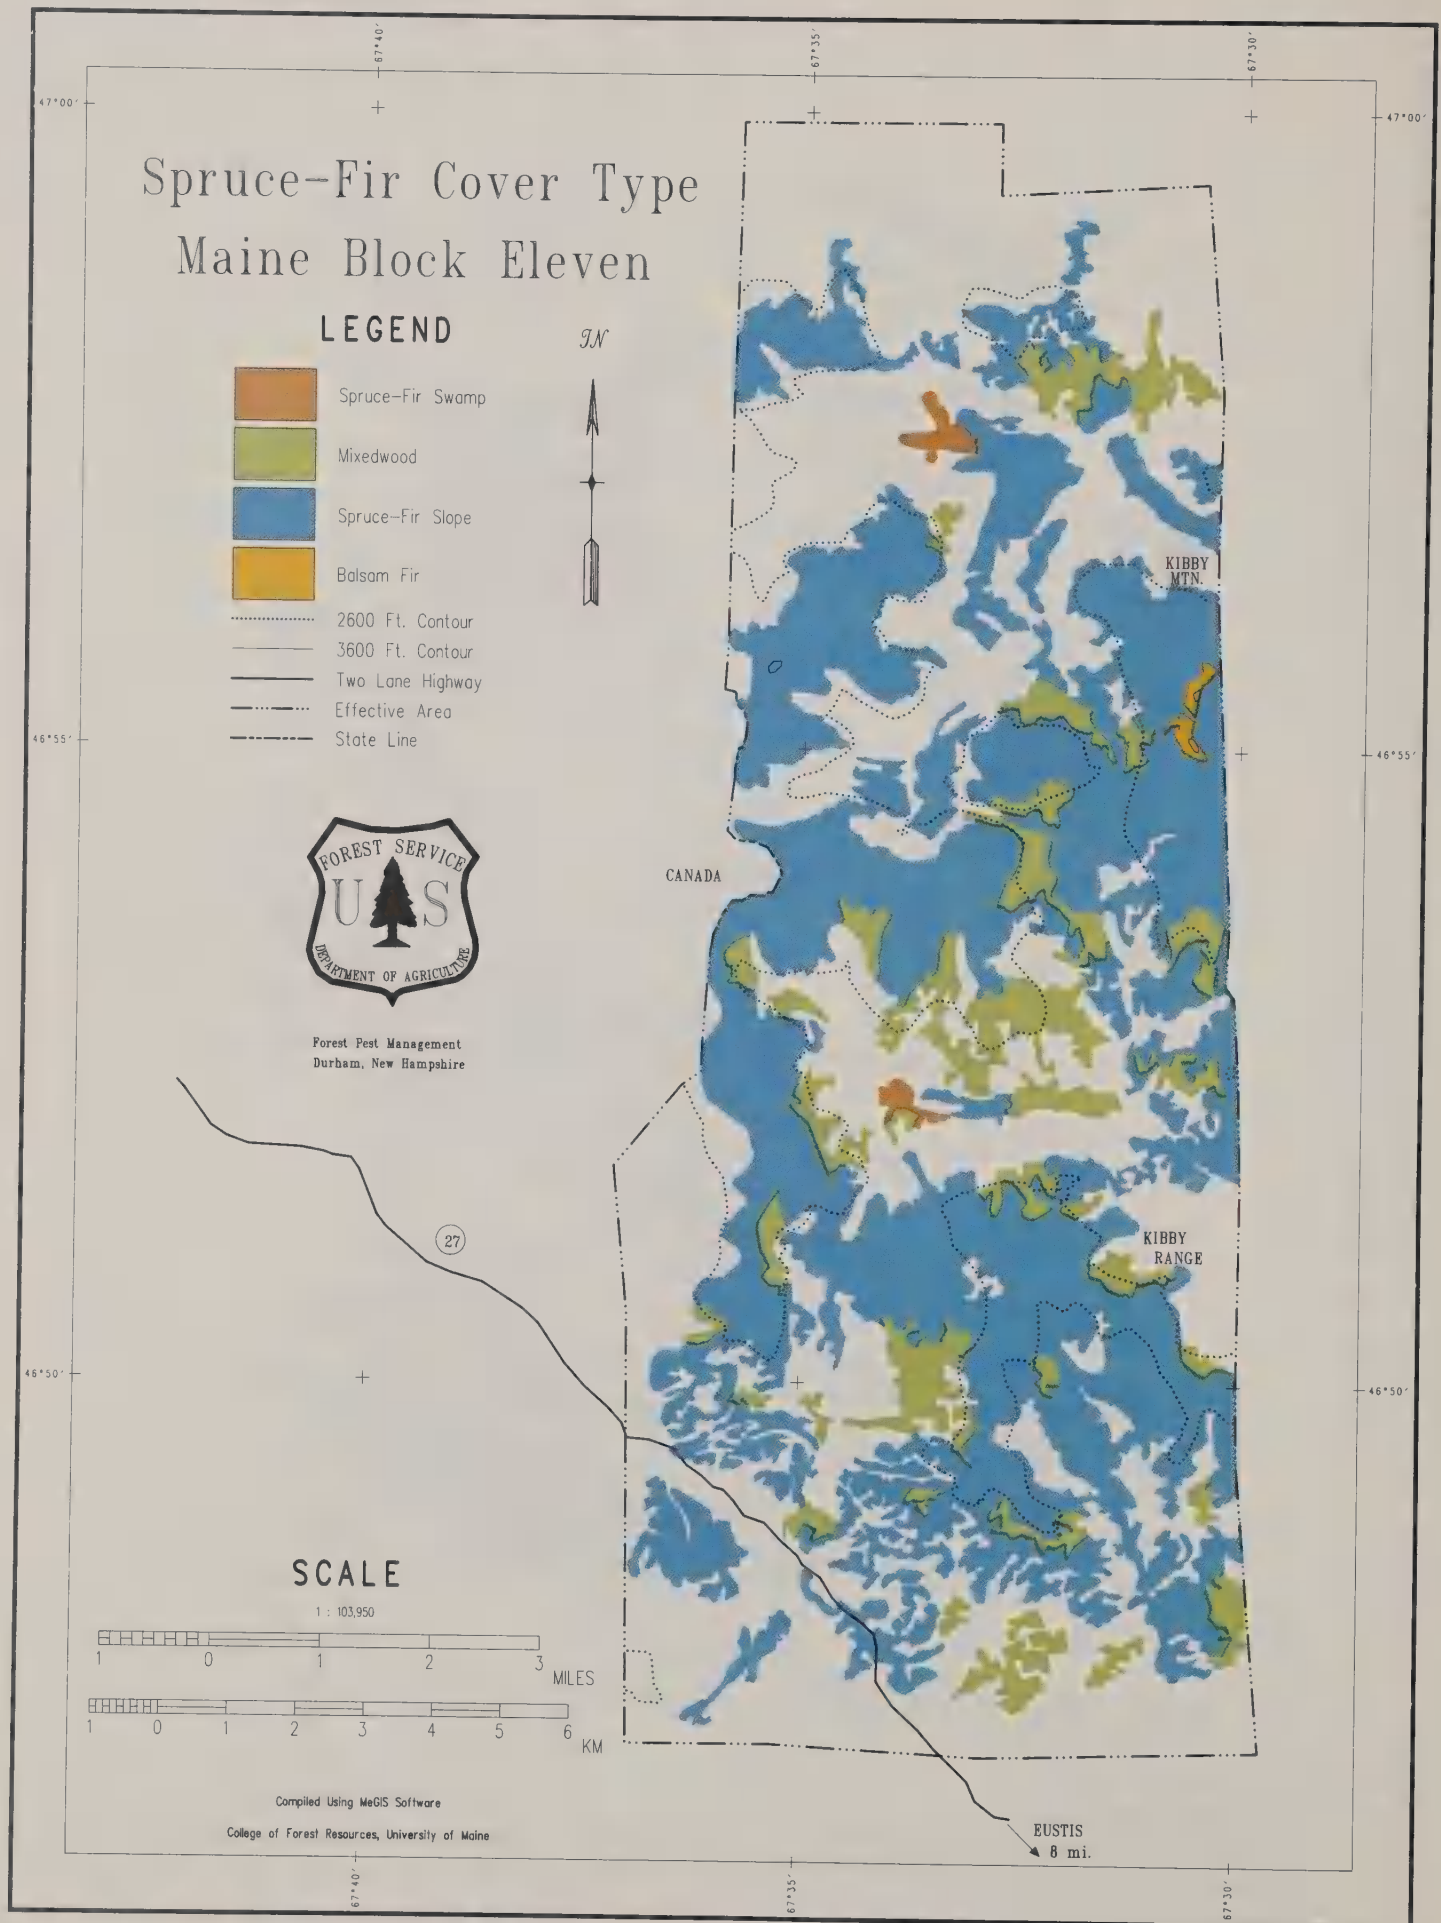 67°40'
67°35'
67°30'
47°00'
47°00'
Spruce-Fir Cover Type
Maine Block Eleven
LEGEND
Spruce-Fir Swamp
Mixedwood
Spruce-Fir Slope
Balsam Fir
2600 Ft. Contour
3600 Ft. Contour
Two Lane Highway
Effective Area
State Line
N
KIBBY
MTN.
46°55'
46°55'
FOREST SERVICE
U S
DEPARTMENT OF AGRICULTURE
CANADA
Forest Pest Management
Durham, New Hampshire
27
KIBBY
RANGE
46°50'
46°50'
SCALE
1 : 103,950
1 0 1 2 3
MILES
1 0 1 2 3 4 5 6
KM
Compiled Using MeGIS Software
College of Forest Resources, University of Maine
EUSTIS
8 mi.
67°40'
67°35'
67°30'